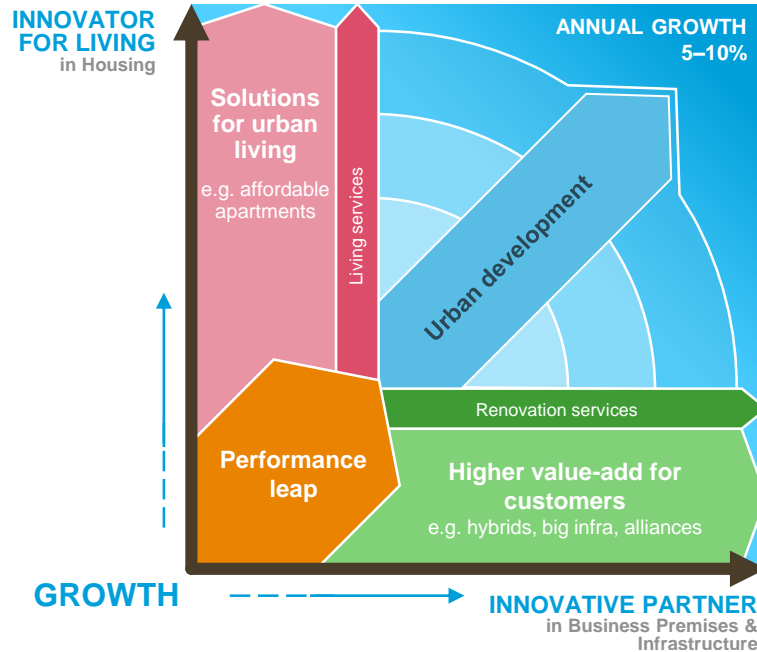 INNOVATOR
FOR LIVING
in Housing
ANNUAL GROWTH
5–10%
Solutions
for urban
living
e.g. affordable
apartments
Living services
Urban development
Renovation services
Performance
leap
Higher value-add for
customers
e.g. hybrids, big infra, alliances
GROWTH
INNOVATIVE PARTNER
in Business Premises &
Infrastructure